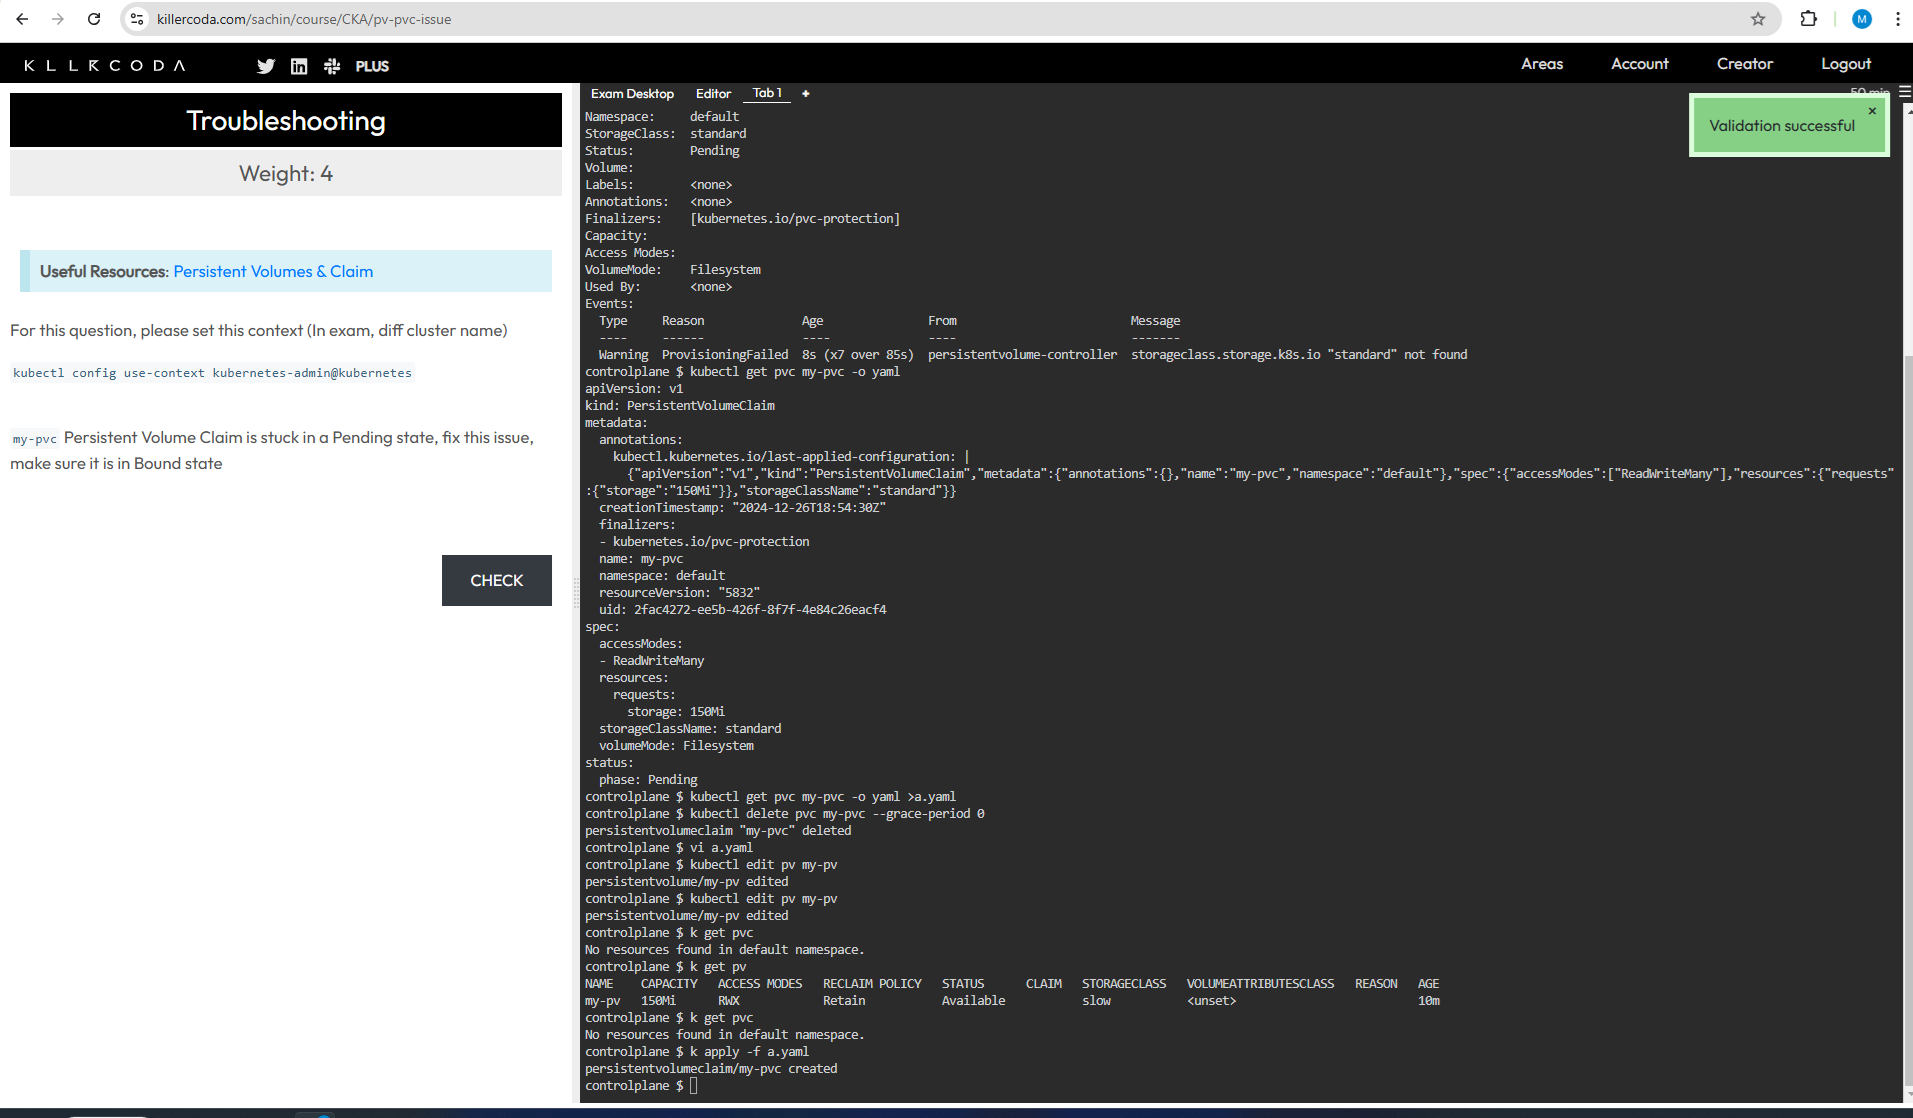 killercoda.com/sachin/course/CKA/pv-pvc-issue
M
KLLRCODA
PLUS
Areas
Account
Creator
Logout
Troubleshooting
Weight: 4
Useful Resources: Persistent Volumes & Claim
For this question, please set this context (In exam, diff cluster name)
kubectl config use-context kubernetes-admin@kubernetes
my-pvc Persistent Volume Claim is stuck in a Pending state, fix this issue,
make sure it is in Bound state
CHECK
Exam Desktop Editor Tab 1 +
50 min
Validation successful
×
Namespace: default
StorageClass: standard
Status: Pending
Volume:
Labels: <none>
Annotations: <none>
Finalizers: [kubernetes.io/pvc-protection]
Capacity:
Access Modes:
VolumeMode: Filesystem
Used By: <none>
Events:
Type Reason Age From Message
---- ------ ---- ---- -------
Warning ProvisioningFailed 8s (x7 over 85s) persistentvolume-controller storageclass.storage.k8s.io "standard" not found
controlplane $ kubectl get pvc my-pvc -o yaml
apiVersion: v1
kind: PersistentVolumeClaim
metadata:
annotations:
kubectl.kubernetes.io/last-applied-configuration: |
{"apiVersion":"v1","kind":"PersistentVolumeClaim","metadata":{"annotations":{},"name":"my-pvc","namespace":"default"},"spec":{"accessModes":["ReadWriteMany"],"resources":{"requests"
:{"storage":"150Mi"}},"storageClassName":"standard"}}
creationTimestamp: "2024-12-26T18:54:30Z"
finalizers:
- kubernetes.io/pvc-protection
name: my-pvc
namespace: default
resourceVersion: "5832"
uid: 2fac4272-ee5b-426f-8f7f-4e84c26eacf4
spec:
accessModes:
- ReadWriteMany
resources:
requests:
storage: 150Mi
storageClassName: standard
volumeMode: Filesystem
status:
phase: Pending
controlplane $ kubectl get pvc my-pvc -o yaml >a.yaml
controlplane $ kubectl delete pvc my-pvc --grace-period 0
persistentvolumeclaim "my-pvc" deleted
controlplane $ vi a.yaml
controlplane $ kubectl edit pv my-pv
persistentvolume/my-pv edited
controlplane $ kubectl edit pv my-pv
persistentvolume/my-pv edited
controlplane $ k get pvc
No resources found in default namespace.
controlplane $ k get pv
NAME CAPACITY ACCESS MODES RECLAIM POLICY STATUS CLAIM STORAGECLASS VOLUMEATTRIBUTESCLASS REASON AGE
my-pv 150Mi RWX Retain Available slow <unset> 10m
controlplane $ k get pvc
No resources found in default namespace.
controlplane $ k apply -f a.yaml
persistentvolumeclaim/my-pvc created
controlplane $